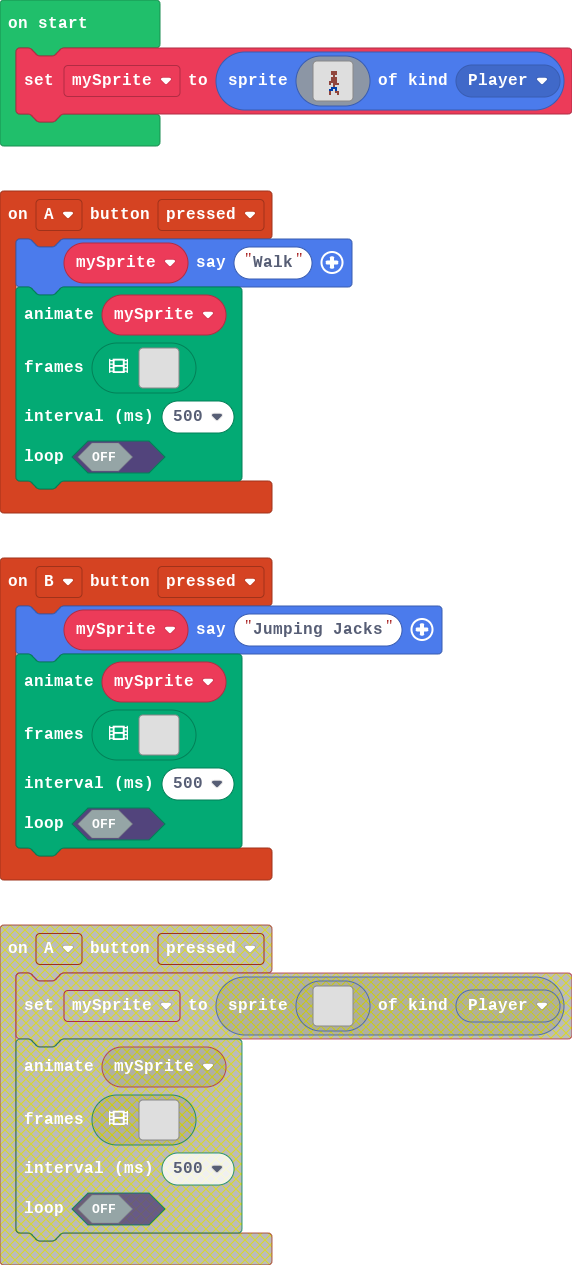 on start
set mySprite to sprite of kind Player
on A button pressed
mySprite say "Walk"
animate mySprite
frames
interval (ms) 500
loop OFF
on B button pressed
mySprite say "Jumping Jacks"
animate mySprite
frames
interval (ms) 500
loop OFF
on A button pressed
set mySprite to sprite of kind Player
animate mySprite
frames
interval (ms) 500
loop OFF